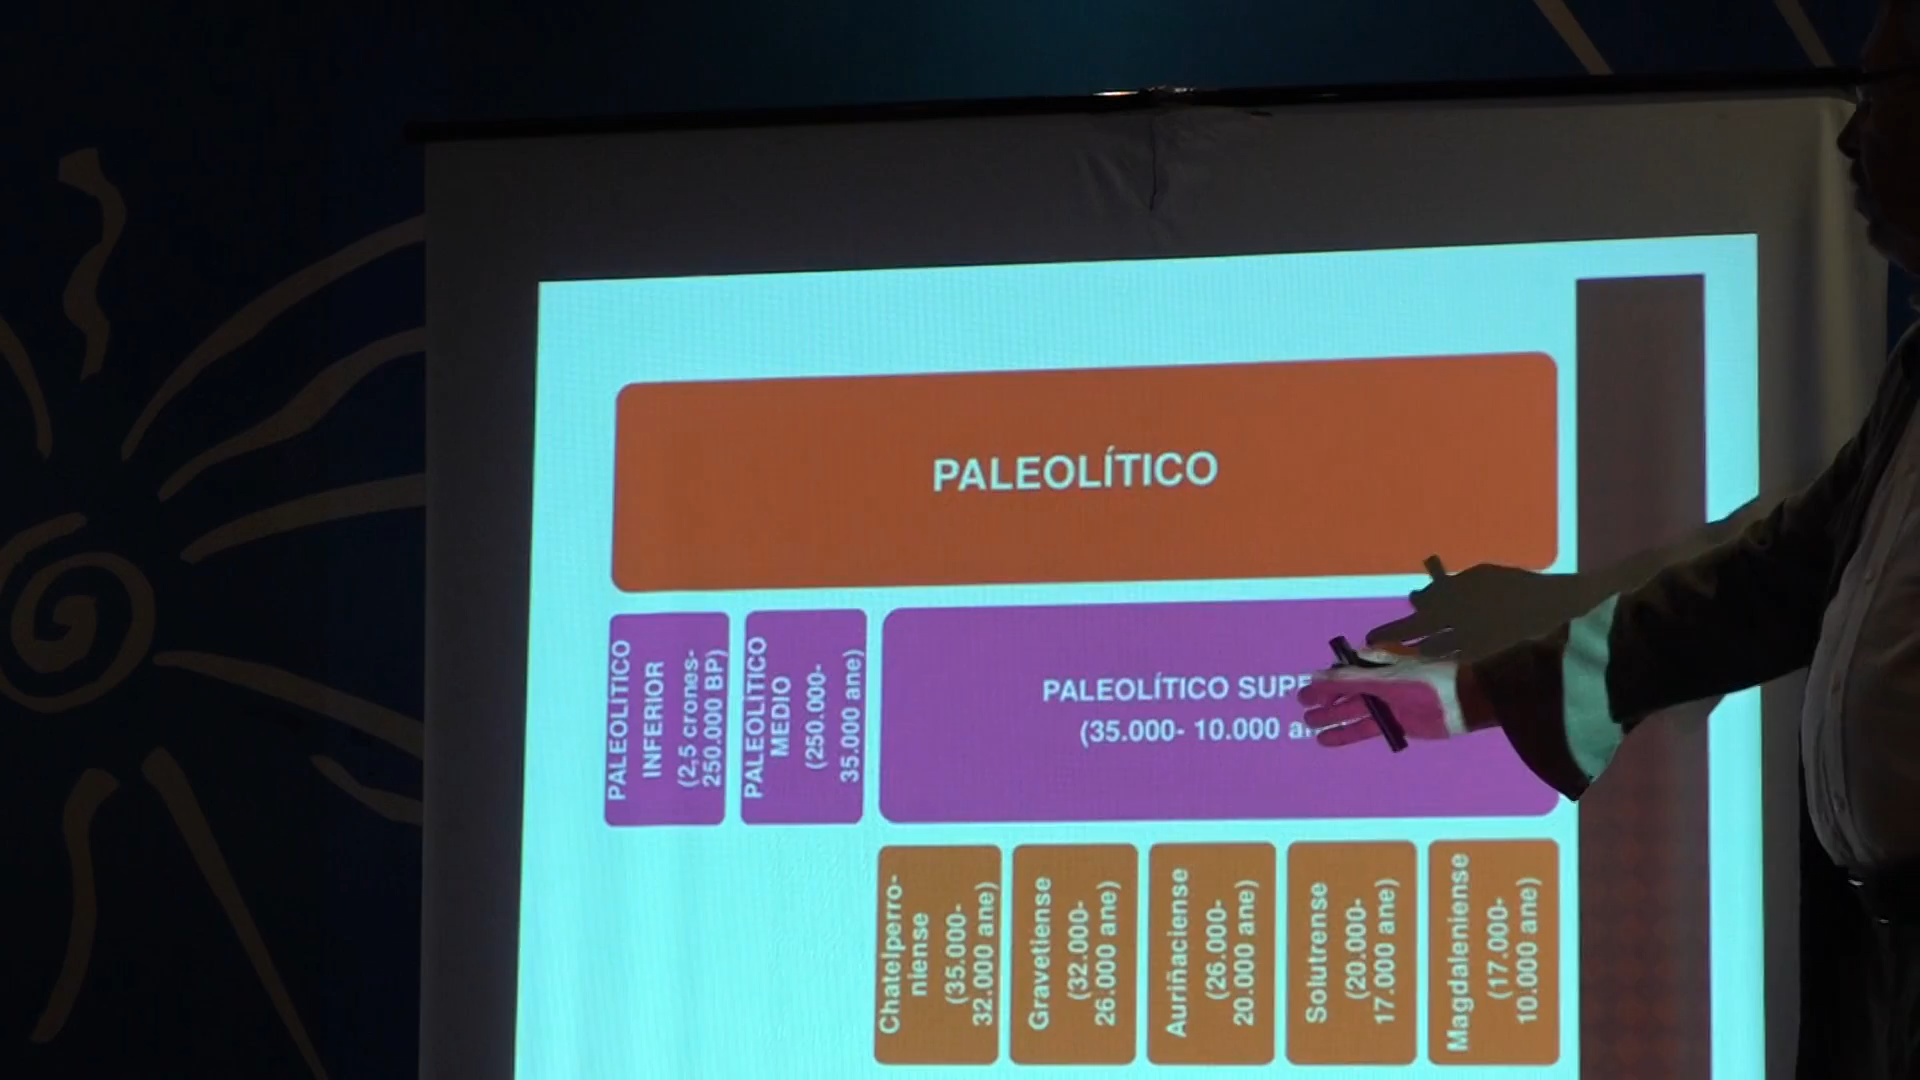 PALEOLÍTICO
PALEOLÍTICO
INFERIOR
(2,5 crones-
250.000 BP)
PALEOLÍTICO
MEDIO
(250.000-
35.000 ane)
PALEOLÍTICO
(35.000- 10.000
Chatelperro-
niense
(35.000-
32.000 ane)
Gravetiense
(32.000-
26.000 ane)
Auriñaciense
(26.000-
20.000 ane)
Solutrense
(20.000-
17.000 ane)
Magdaleniense
(17.000-
10.000 ane)